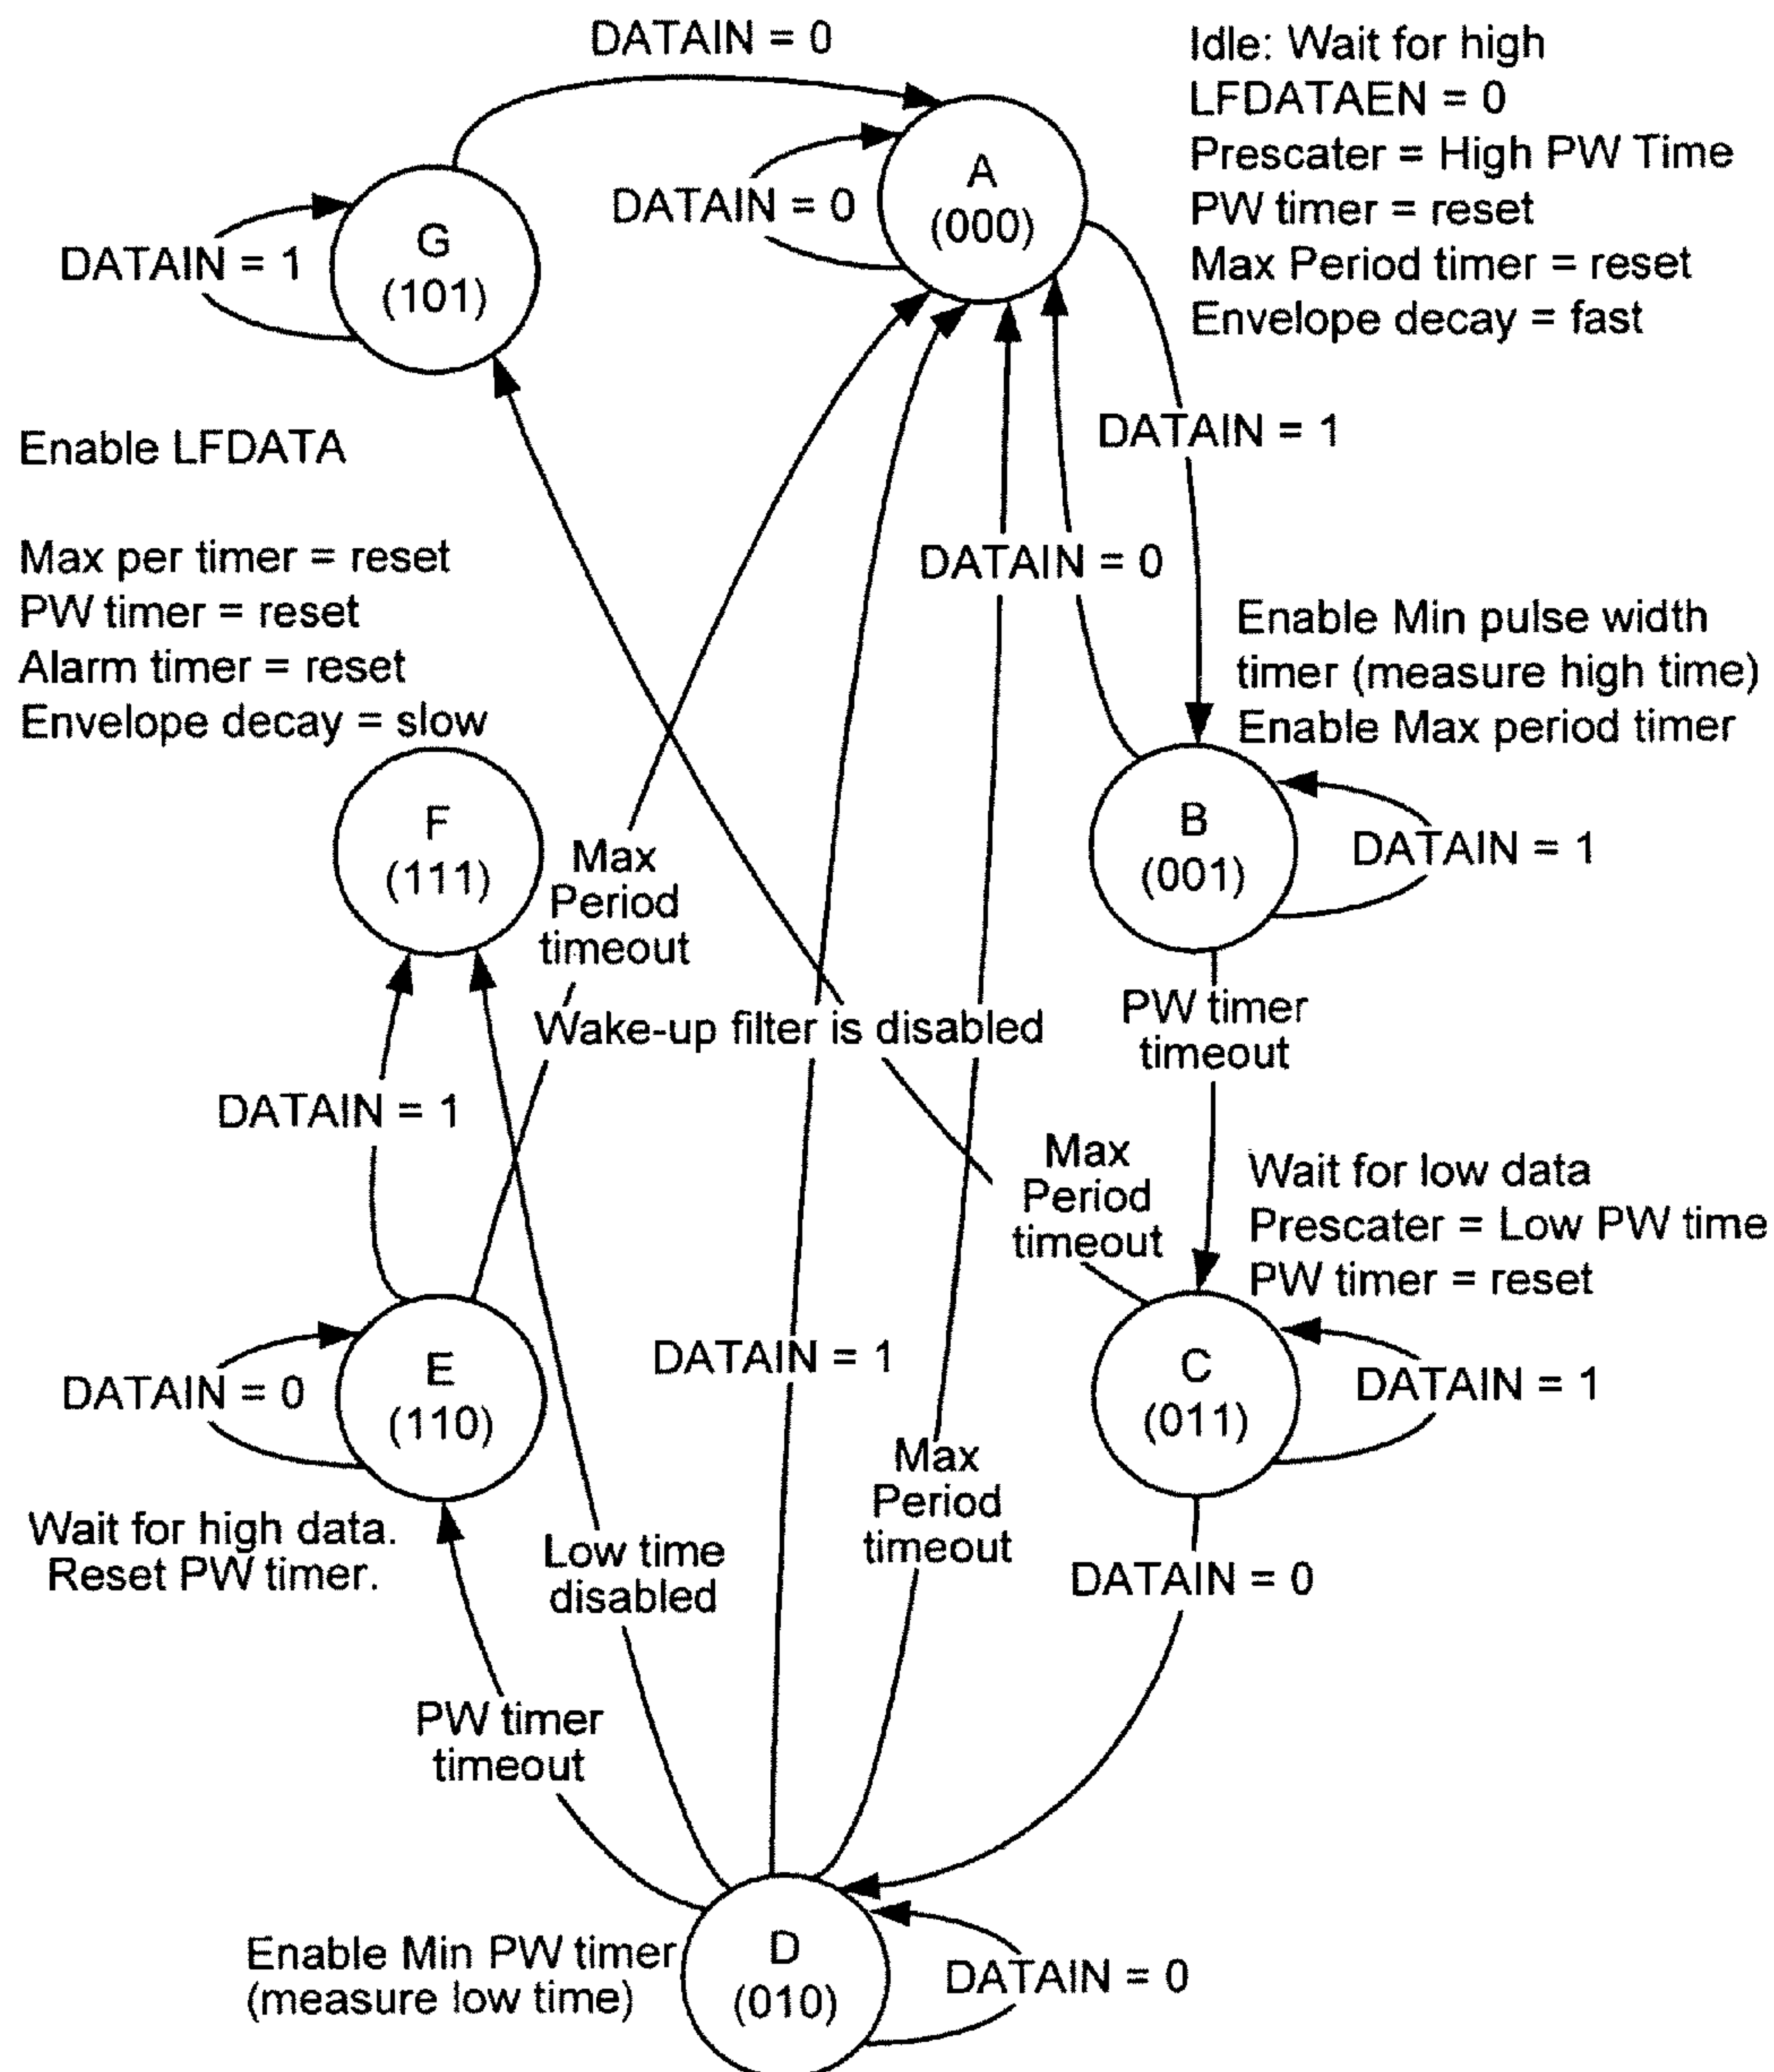 DATAIN = 0
Idle: Wait for high
LFDATAEN = 0
Prescater = High PW Time
PW timer = reset
Max Period timer = reset
Envelope decay = fast
A
(000)
DATAIN = 0
G
(101)
DATAIN = 1
DATAIN = 1
Enable LFDATA
Max per timer = reset
PW timer = reset
Alarm timer = reset
Envelope decay = slow
DATAIN = 0
Enable Min pulse width
timer (measure high time)
Enable Max period timer
F
(111)
Max
Period
timeout
B
(001)
DATAIN = 1
Wake-up filter is disabled
PW timer
timeout
DATAIN = 1
Max
Period
timeout
Wait for low data
Prescater = Low PW time
PW timer = reset
E
(110)
DATAIN = 0
DATAIN = 1
C
(011)
DATAIN = 1
Wait for high data.
Reset PW timer.
Low time
disabled
Max
Period
timeout
DATAIN = 0
PW timer
timeout
Enable Min PW timer
(measure low time)
D
(010)
DATAIN = 0